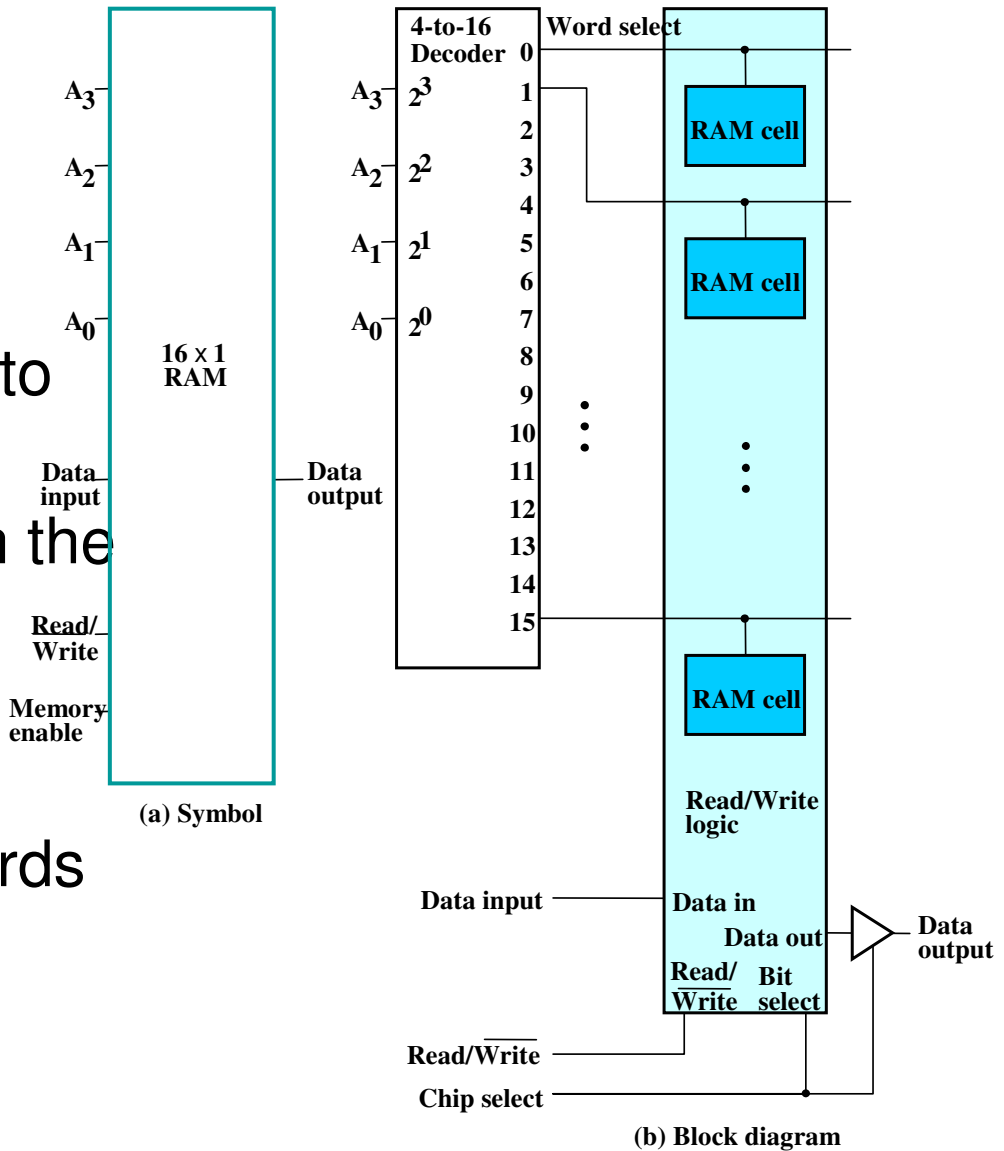 A3
A2
A1
A0
16 x 1
RAM
Data
input
Data
output
Read/
Write
Memory
enable
(a) Symbol
to
n the
rds
4-to-16
Decoder
A3 2^3
A2 2^2
A1 2^1
A0 2^0
0
1
2
3
4
5
6
7
8
9
10
11
12
13
14
15
Word select
RAM cell
RAM cell
RAM cell
Read/Write
logic
Data input
Data in
Data out
Data
output
Read/
Write
Bit
select
Read/Write
Chip select
(b) Block diagram